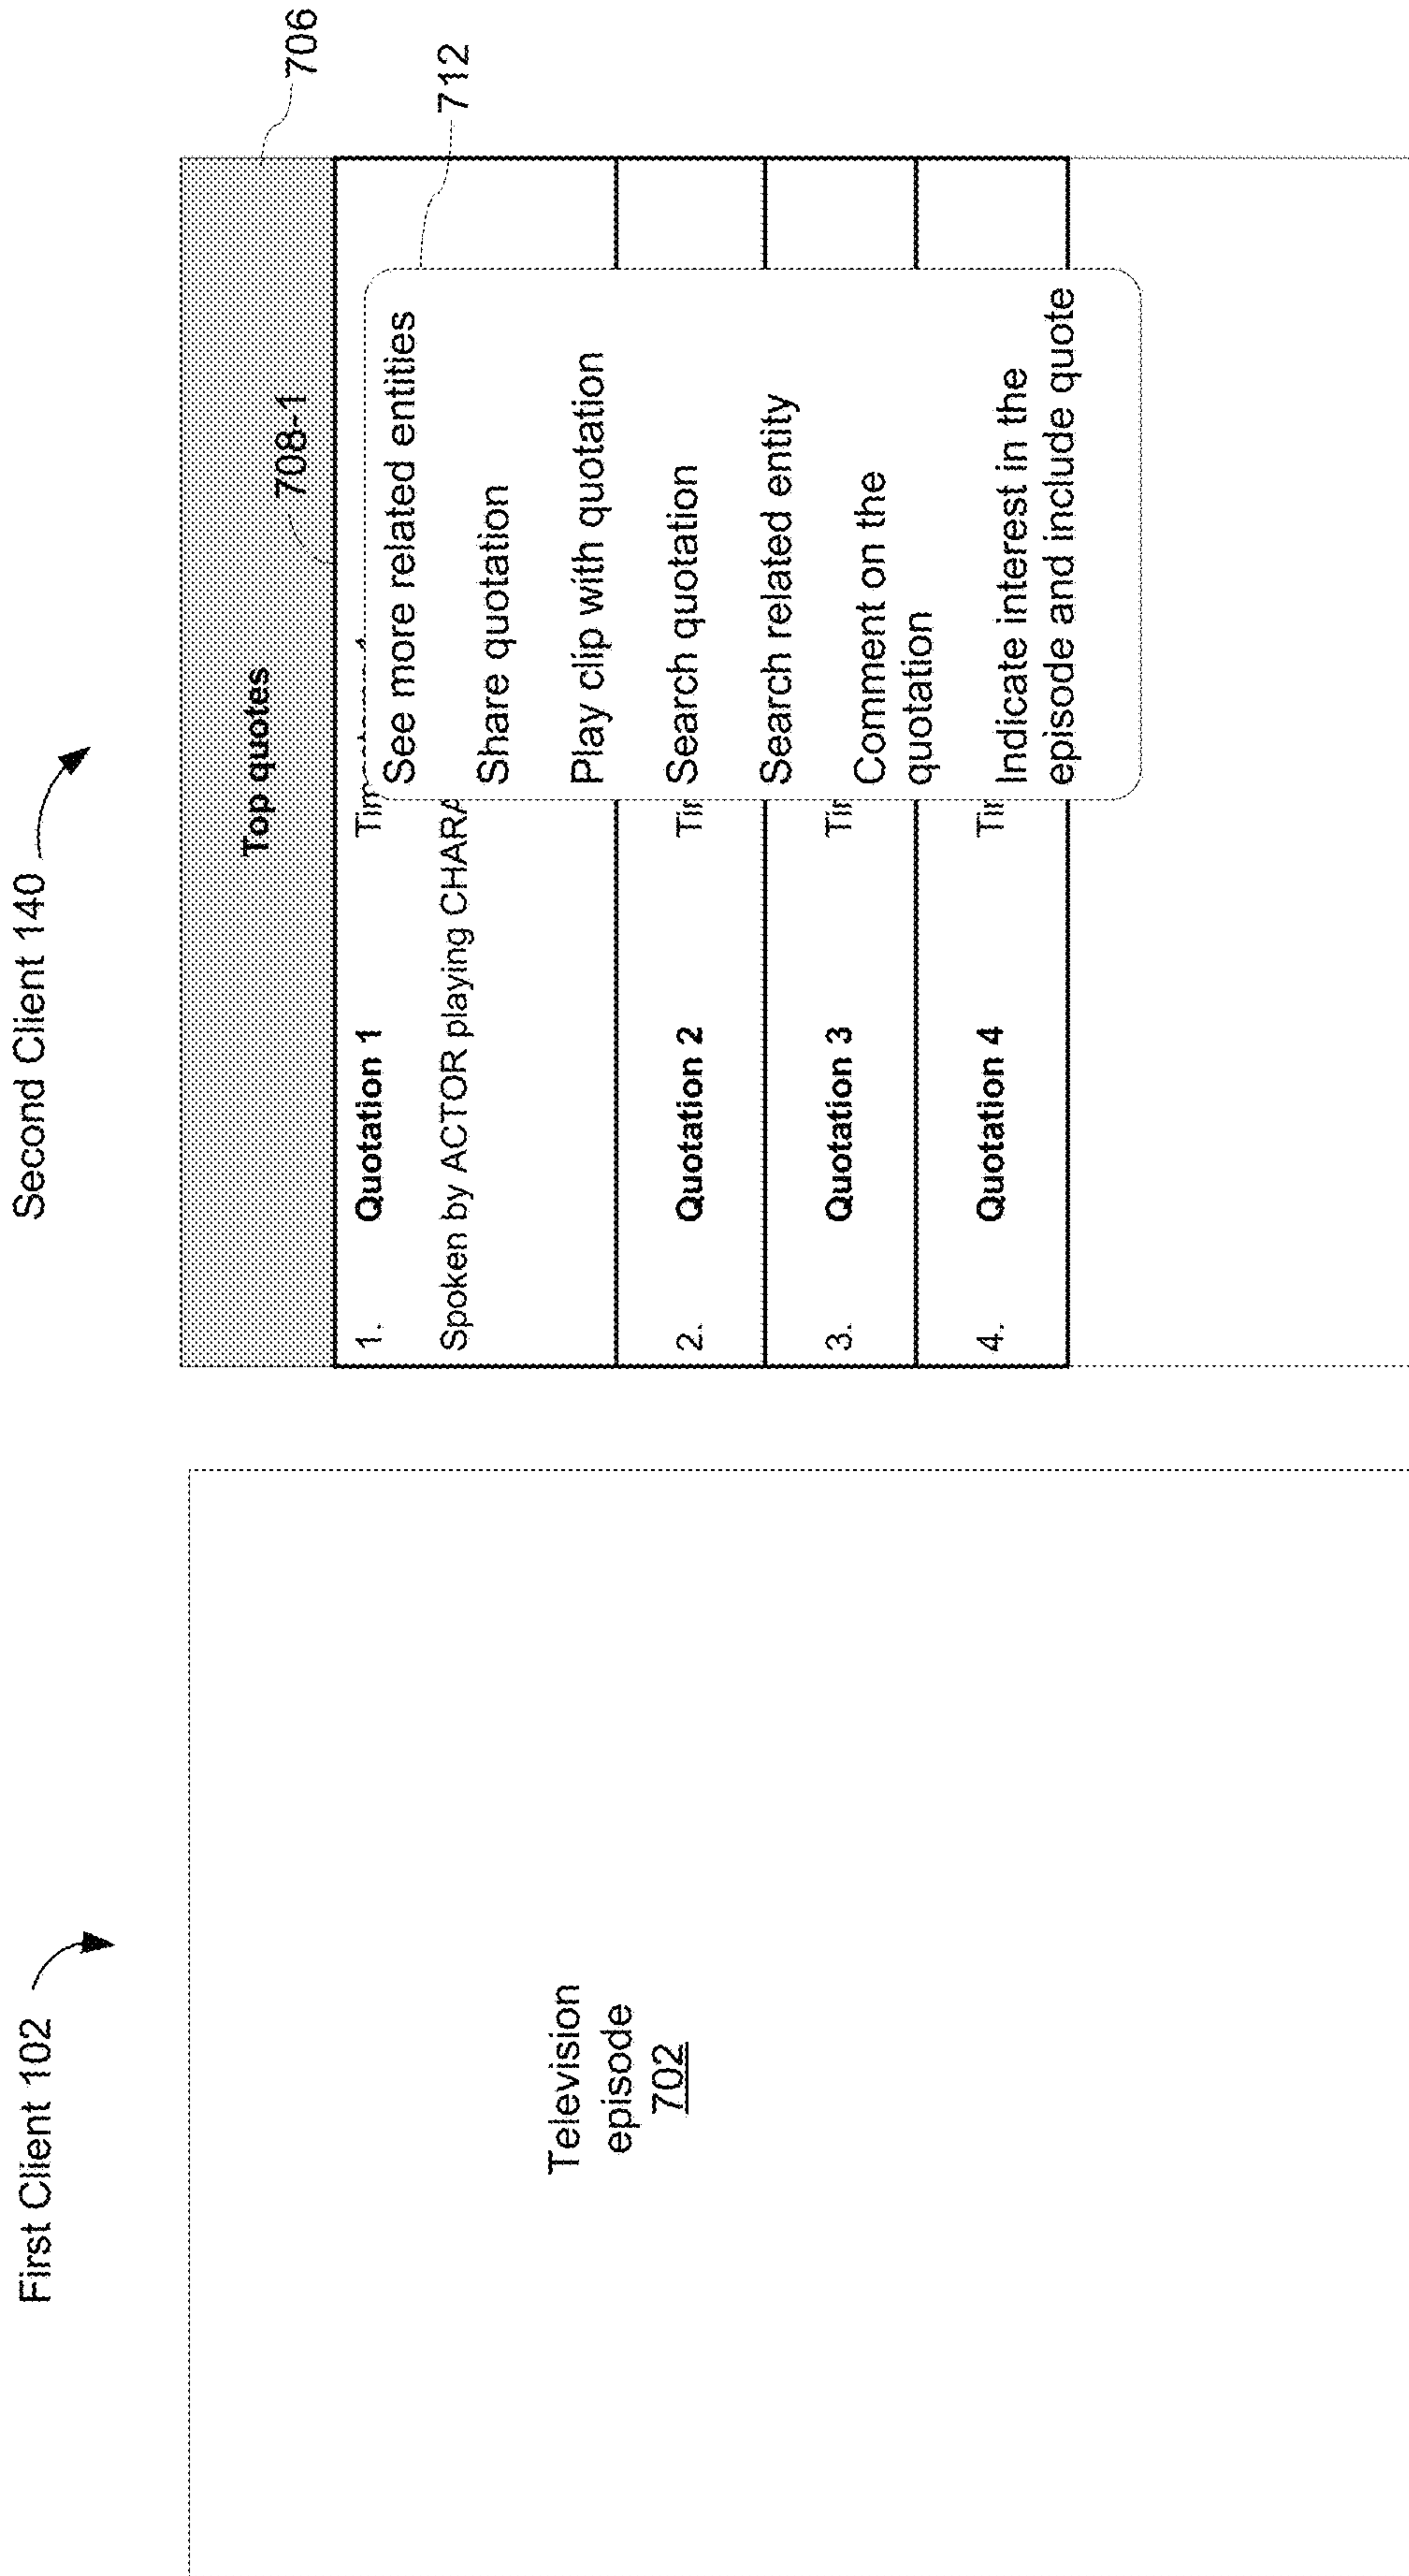 First Client 102
Television
episode
702
Second Client 140
706
Top quotes
708-1
712
1. Quotation 1
Spoken by ACTOR playing
2. Quotation 2
3. Quotation 3
4. Quotation 4
See more related entities
Share quotation
Play clip with quotation
Search quotation
Search related entity
Comment on the
quotation
Indicate interest in the
episode and include quote